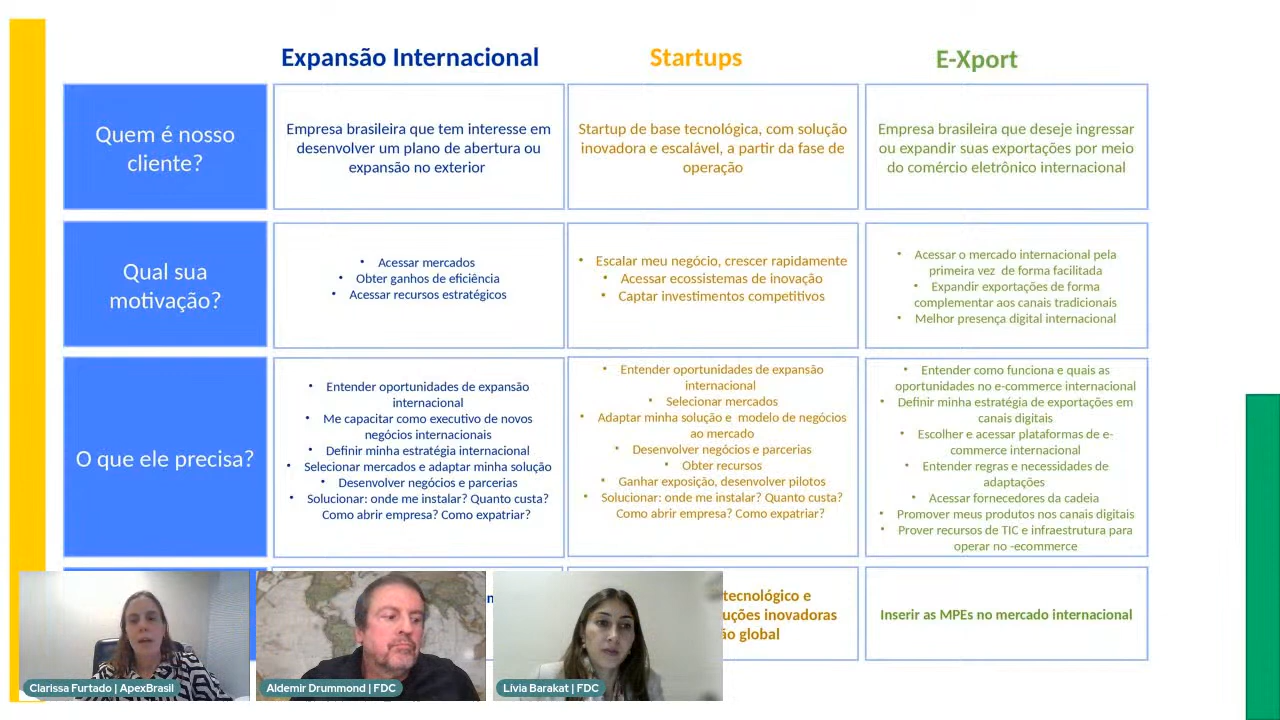 Expansão Internacional
Startups
E-Xport
Quem é nosso
cliente?
Empresa brasileira que tem interesse em
desenvolver um plano de abertura ou
expansão no exterior
Startup de base tecnológica, com solução
inovadora e escalável, a partir da fase de
operação
Empresa brasileira que deseje ingressar
ou expandir suas exportações por meio
do comércio eletrônico internacional
Qual sua
motivação?
• Acessar mercados
• Obter ganhos de eficiência
• Acessar recursos estratégicos
• Escalar meu negócio, crescer rapidamente
• Acessar ecossistemas de inovação
• Captar investimentos competitivos
• Acessar o mercado internacional pela
primeira vez de forma facilitada
• Expandir exportações de forma
complementar aos canais tradicionais
• Melhor presença digital internacional
O que ele precisa?
• Entender oportunidades de expansão
internacional
• Me capacitar como executivo de novos
negócios internacionais
• Definir minha estratégia internacional
• Selecionar mercados e adaptar minha solução
• Desenvolver negócios e parcerias
• Solucionar: onde me instalar? Quanto custa?
Como abrir empresa? Como expatriar?
• Entender oportunidades de expansão
internacional
• Selecionar mercados
• Adaptar minha solução e modelo de negócios
ao mercado
• Desenvolver negócios e parcerias
• Obter recursos
• Ganhar exposição, desenvolver pilotos
• Solucionar: onde me instalar? Quanto custa?
Como abrir empresa? Como expatriar?
• Entender como funciona e quais as
oportunidades no e-commerce internacional
• Definir minha estratégia de exportações em
canais digitais
• Escolher e acessar plataformas de e-
commerce internacional
• Entender regras e necessidades de
adaptações
• Acessar fornecedores da cadeia
• Promover meus produtos nos canais digitais
• Prover recursos de TIC e infraestrutura para
operar no -ecommerce
tecnológico e
uções inovadoras
ão global
Inserir as MPEs no mercado internacional
Clarissa Furtado | ApexBrasil
Aldemir Drummond | FDC
Lívia Barakat | FDC